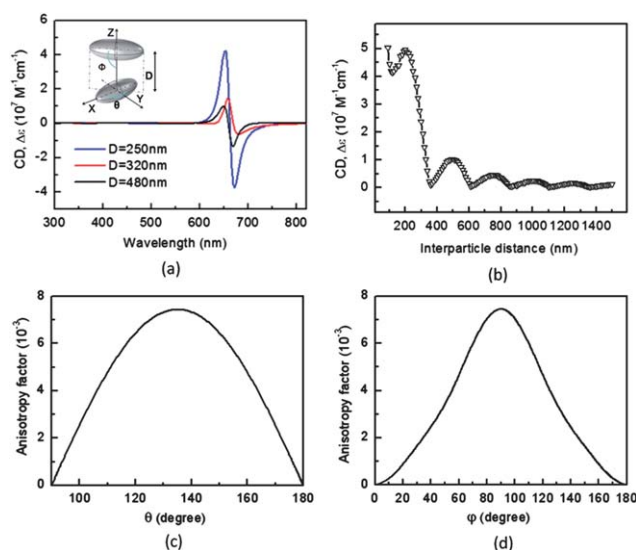 (a)
CD, Δε (10⁷ M⁻¹cm⁻¹)
6
4
2
0
-2
-4
Z
Φ
D
X
θ
Y
D=250nm
D=320nm
D=480nm
300 400 500 600 700 800
Wavelength (nm)
(a)
CD, Δε (10⁷ M⁻¹cm⁻¹)
6
5
4
3
2
1
0
200 400 600 800 1000 1200 1400
Interparticle distance (nm)
(b)
Anisotropy factor (10⁻³)
8
6
4
2
0
100 120 140 160 180
θ (degree)
(c)
Anisotropy factor (10⁻³)
8
6
4
2
0
0 20 40 60 80 100 120 140 160 180
φ (degree)
(d)